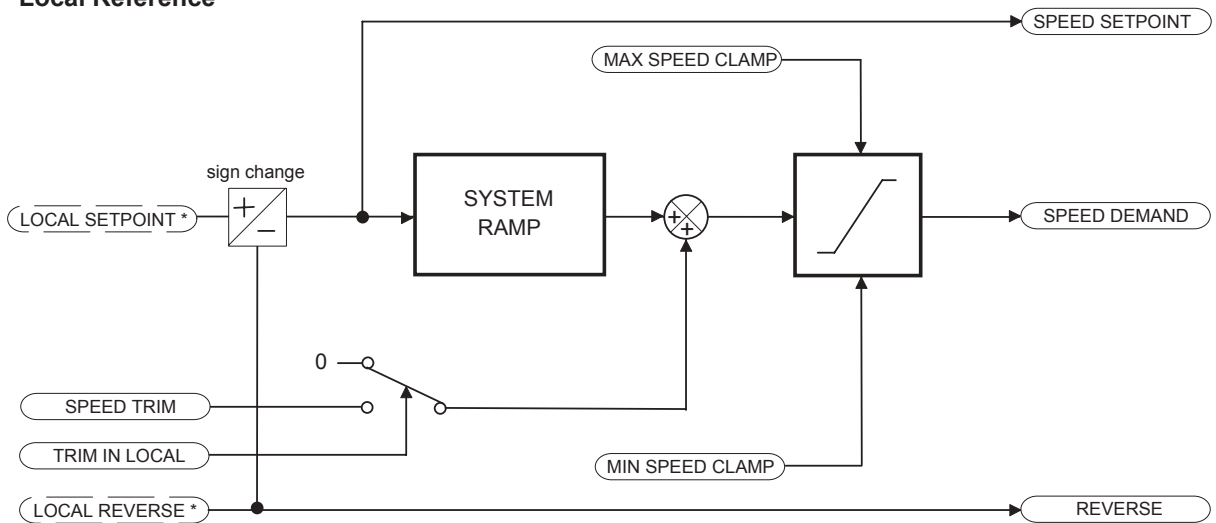 Local Reference
SPEED SETPOINT
MAX SPEED CLAMP
sign change
+
−
LOCAL SETPOINT *
SYSTEM
RAMP
+
+
SPEED DEMAND
0
SPEED TRIM
TRIM IN LOCAL
MIN SPEED CLAMP
LOCAL REVERSE *
REVERSE